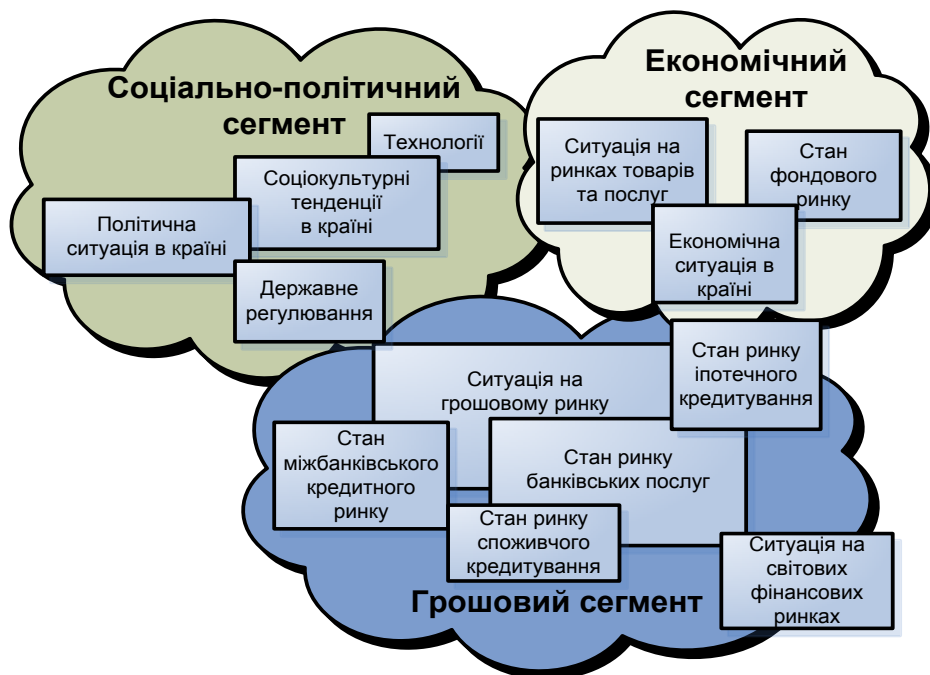 Соціально-політичний
сегмент
Технології
Соціокультурні
тенденції
в країні
Політична
ситуація в країні
Державне
регулювання
Економічний
сегмент
Ситуація на
ринках товарів
та послуг
Стан
фондового
ринку
Економічна
ситуація в
країні
Стан ринку
іпотечного
кредитування
Ситуація на
грошовому ринку
Стан
міжбанківського
кредитного
ринку
Стан ринку
банківських послуг
Стан ринку
споживчого
кредитування
Ситуація на
світових
фінансових
ринках
Грошовий сегмент